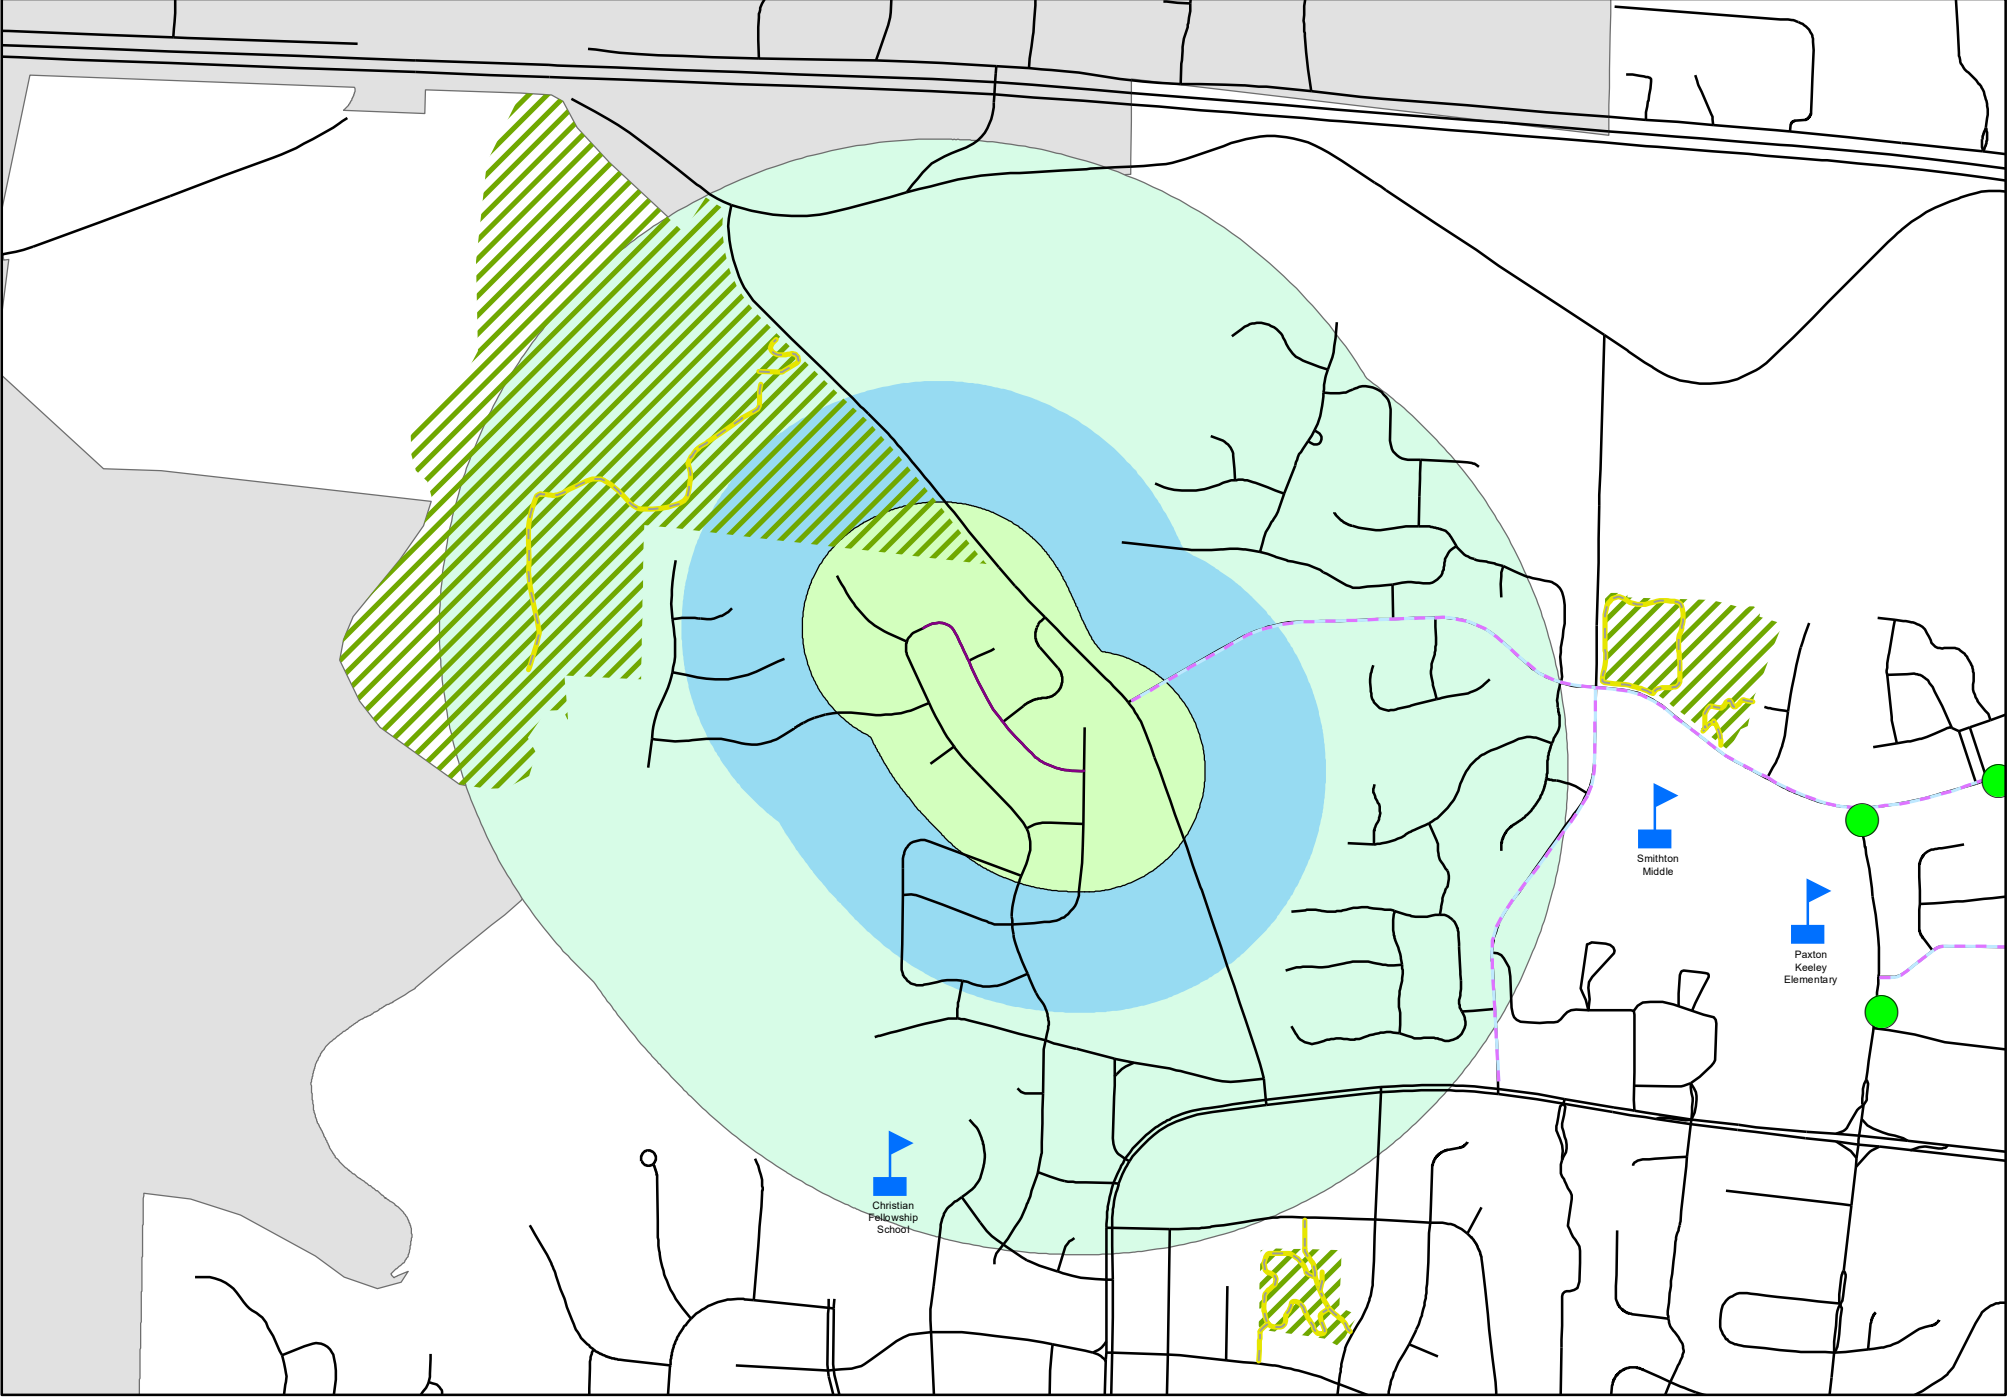 Smithton
Middle
Paxton
Keeley
Elementary
Christian
Fellowship
School